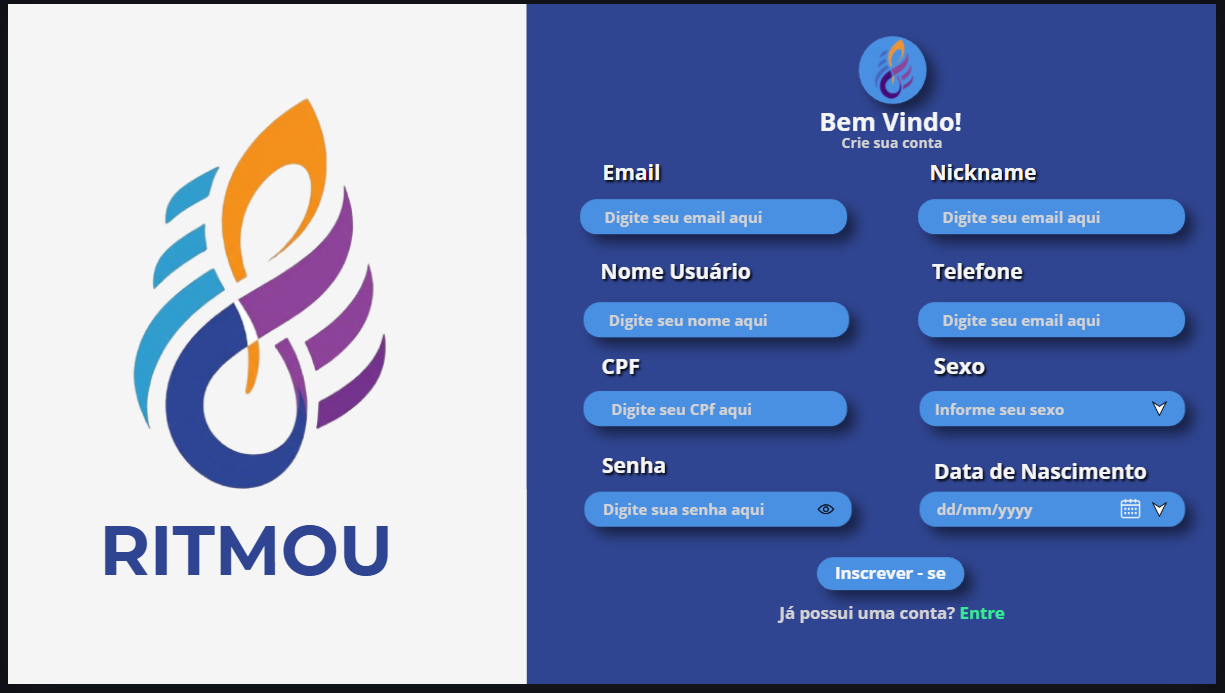 RITMOU
Bem Vindo!
Crie sua conta
Email
Nickname
Digite seu email aqui
Digite seu email aqui
Nome Usuário
Telefone
Digite seu nome aqui
Digite seu email aqui
CPF
Sexo
Digite seu CPf aqui
Informe seu sexo
Senha
Data de Nascimento
Digite sua senha aqui
dd/mm/yyyy
Inscrever - se
Já possui uma conta? Entre